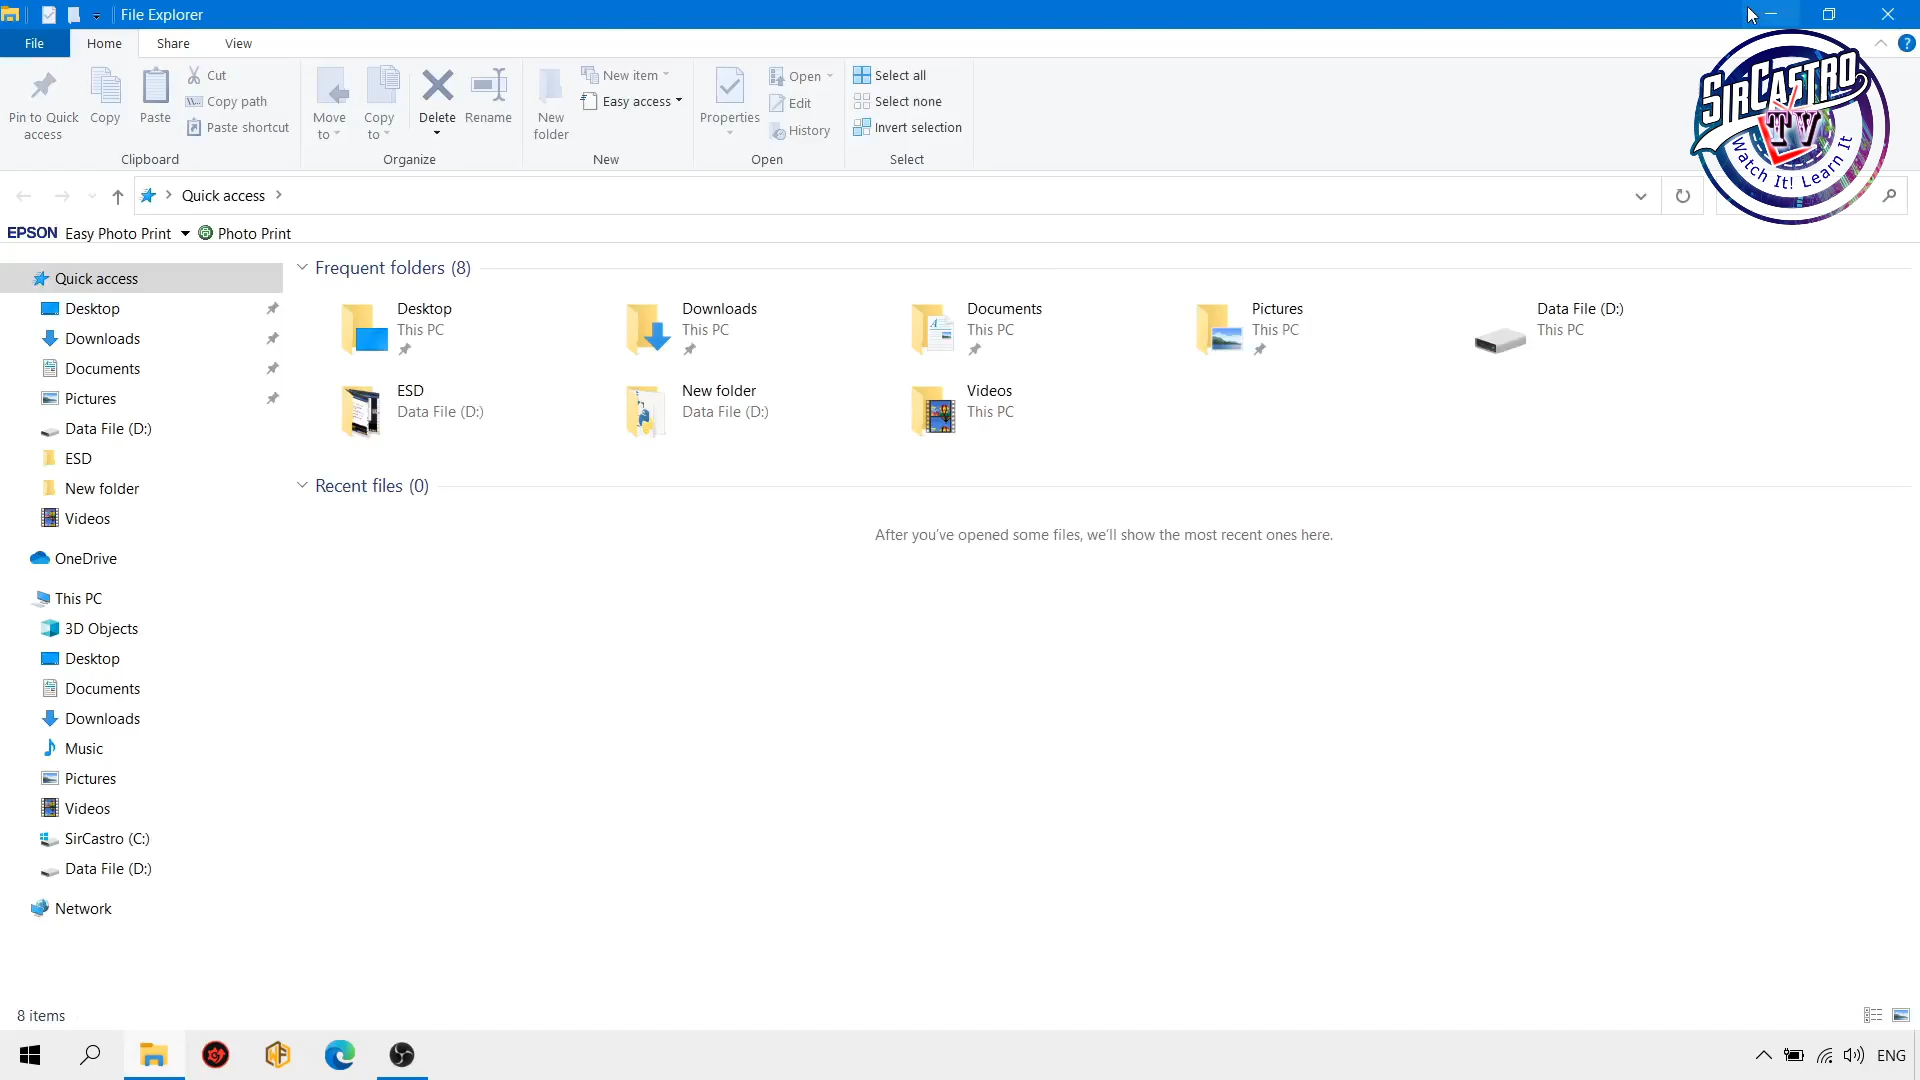 File Explorer
File Home Share View
Pin to Quick access
Copy
Paste
Cut
Copy path
Paste shortcut
Clipboard
Move to
Copy to
Delete
Rename
Organize
New folder
New item
Easy access
New
Properties
Open
Edit
History
Open
Select all
Select none
Invert selection
Select
SIRCASTRO
TV
Watch It! Learn It
Quick access
EPSON Easy Photo Print Photo Print
Quick access
Desktop
Downloads
Documents
Pictures
Data File (D:)
ESD
New folder
Videos
OneDrive
This PC
3D Objects
Desktop
Documents
Downloads
Music
Pictures
Videos
SirCastro (C:)
Data File (D:)
Network
Frequent folders (8)
Desktop
This PC
Downloads
This PC
Documents
This PC
Pictures
This PC
Data File (D:)
This PC
ESD
Data File (D:)
New folder
Data File (D:)
Videos
This PC
Recent files (0)
After you've opened some files, we'll show the most recent ones here.
8 items
ENG